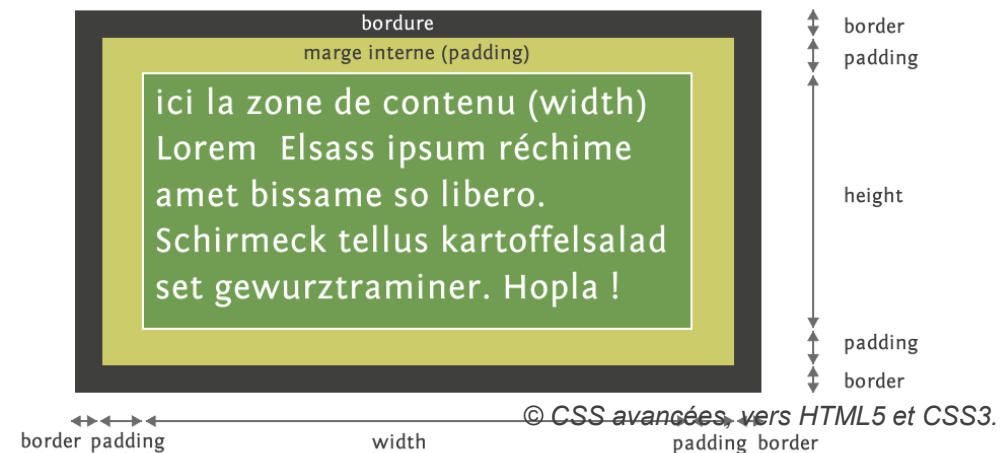 bordure
marge interne (padding)
ici la zone de contenu (width)
Lorem Elsass ipsum réchime
amet bissame so libero.
Schirmeck tellus kartoffelsalad
set gewurztraminer. Hopla !
border
padding
height
padding
border
© CSS avancées, vers HTML5 et CSS3.
border padding width padding border